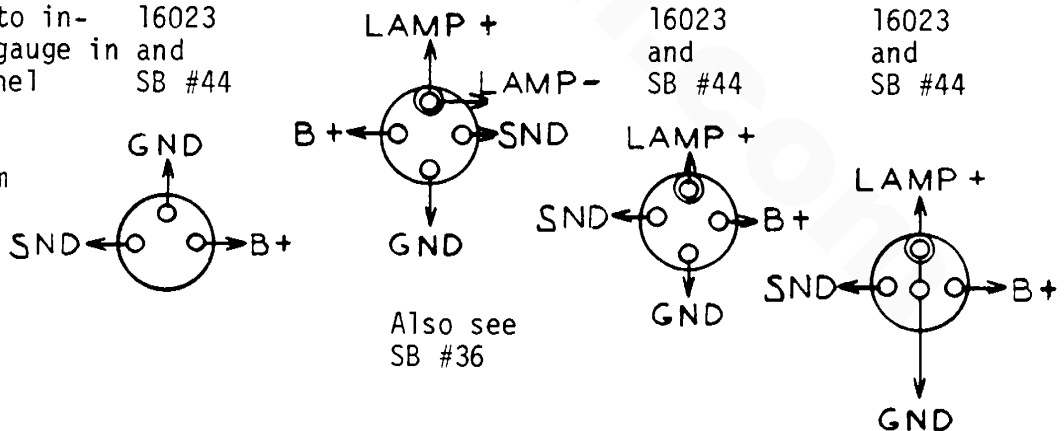 to in-
gauge in
nel
n
16023
and
SB #44
GND
SND
B+
LAMP +
LAMP-
B+
SND
GND
Also see
SB #36
16023
and
SB #44
LAMP +
SND
B+
GND
16023
and
SB #44
LAMP +
SND
B+
GND